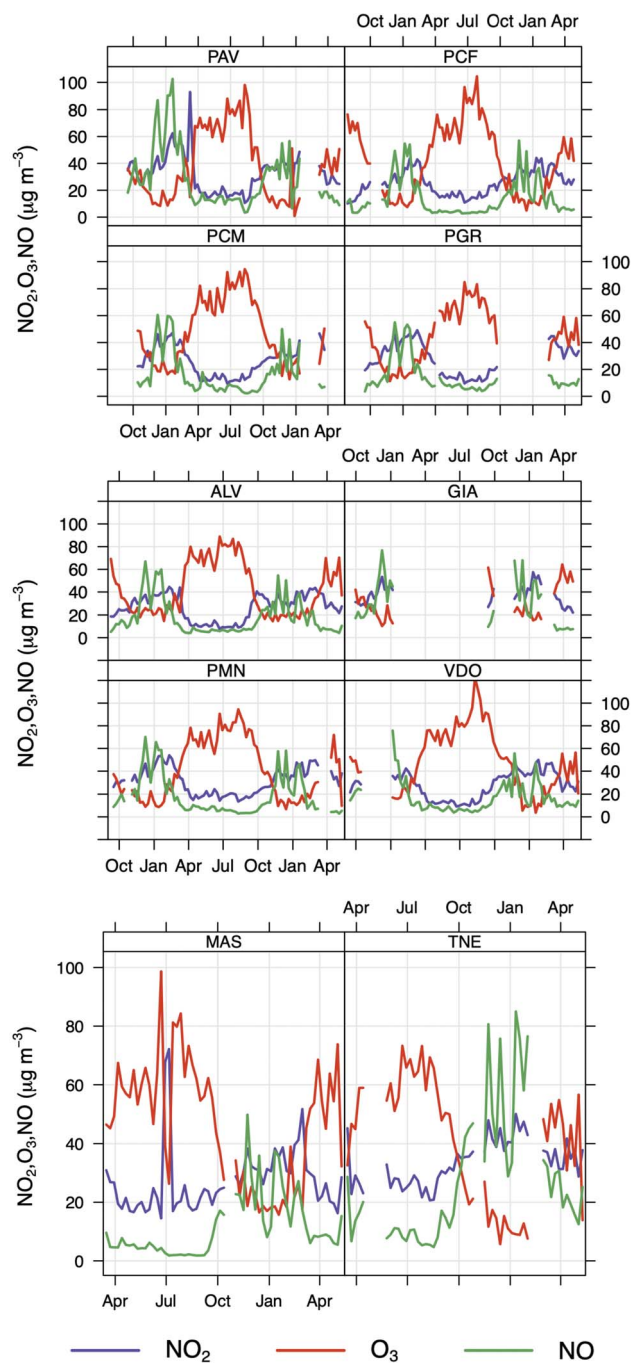 Oct Jan Apr Jul Oct Jan Apr
PAV PCF
100
80
60
40
20
0
NO₂, O₃, NO (μg m⁻³)
PCM PGR
100
80
60
40
20
0
Oct Jan Apr Jul Oct Jan Apr
Oct Jan Apr Jul Oct Jan Apr
ALV GIA
100
80
60
40
20
0
NO₂, O₃, NO (μg m⁻³)
PMN VDO
100
80
60
40
20
0
Oct Jan Apr Jul Oct Jan Apr
Apr Jul Oct Jan Apr
MAS TNE
100
80
60
40
20
0
NO₂, O₃, NO (μg m⁻³)
Apr Jul Oct Jan Apr
NO₂ O₃ NO